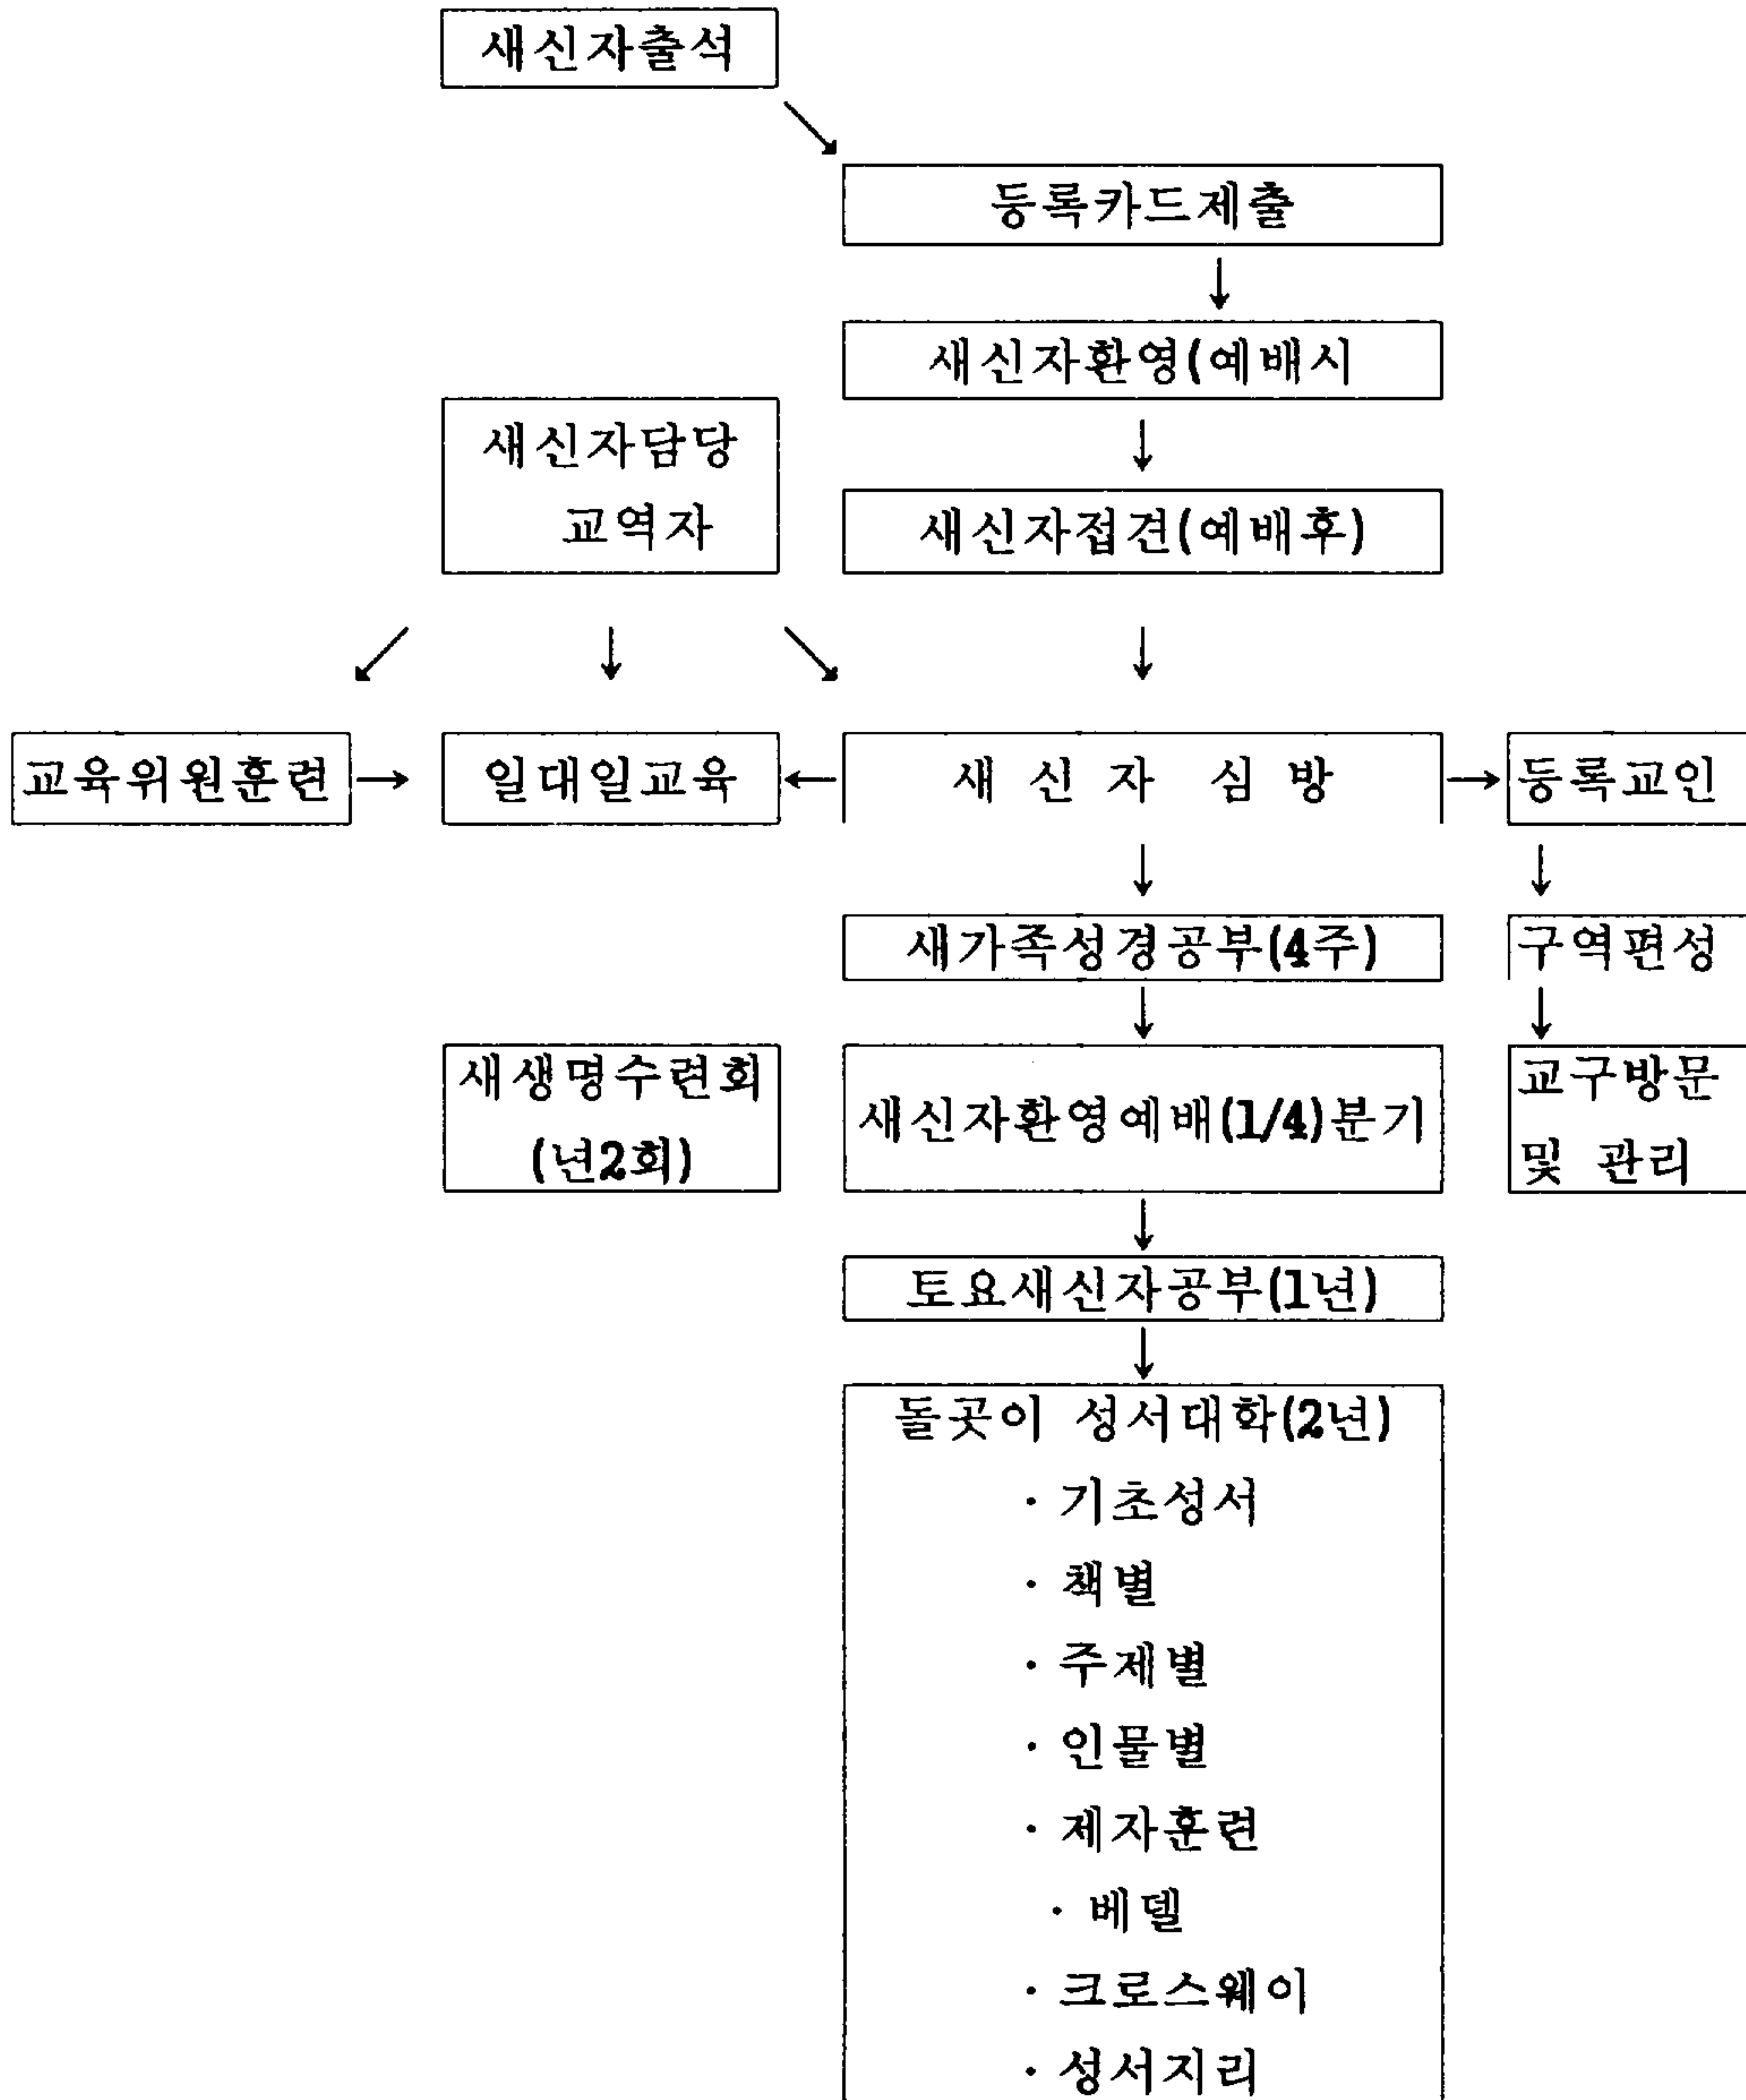 새신자출석
등록카드제출
새신자환영(예배시
새신자담당
교역자
새신자접견(예배후)
교육위원훈련
일대일교육
새 신 자 심 방
등록교인
새가족성경공부(4주)
구역편성
새생명수련회
(년2회)
새신자환영예배(1/4)분기
교구방문
및 관리
토요새신자공부(1년)
돌곶이 성서대학(2년)
· 기초성서
· 책별
· 주제별
· 인물별
· 제자훈련
· 베델
· 크로스웨이
· 성서지리